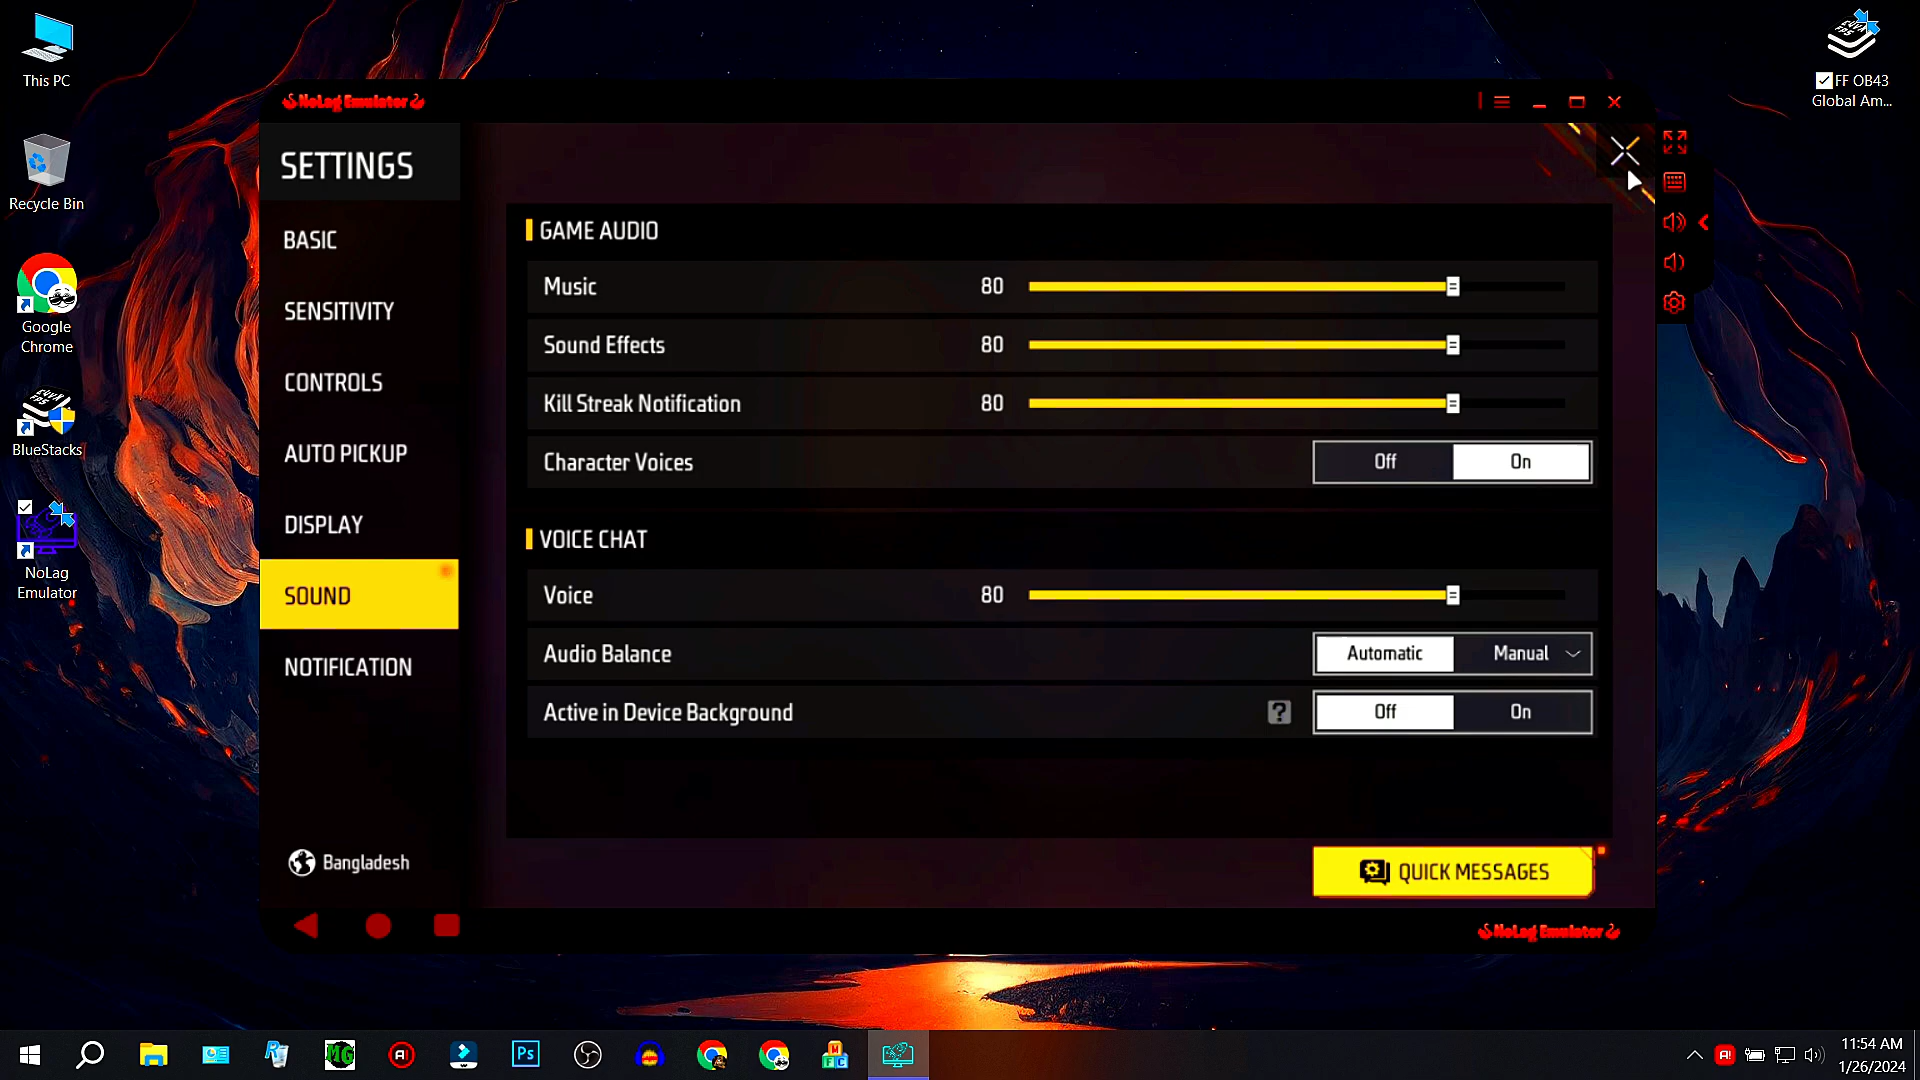 This PC
Recycle Bin
Google
Chrome
BlueStacks
NoLag
Emulator
FF OB43
Global Am...
NoLag Emulator
SETTINGS
BASIC
SENSITIVITY
CONTROLS
AUTO PICKUP
DISPLAY
SOUND
NOTIFICATION
Bangladesh
GAME AUDIO
Music 80
Sound Effects 80
Kill Streak Notification 80
Character Voices Off On
VOICE CHAT
Voice 80
Audio Balance Automatic Manual
Active in Device Background ? Off On
QUICK MESSAGES
NoLag Emulator
MG
Ps
M
F C
11:54 AM
1/26/2024